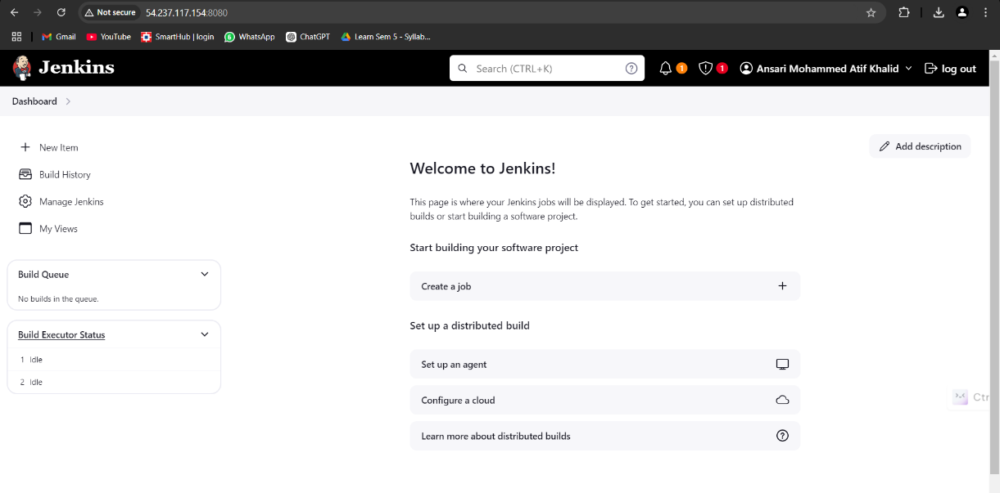 Not secure 54.237.117.154:8080
Gmail YouTube SmartHub | login WhatsApp ChatGPT Learn Sem 5 - Syllab...
Jenkins Search (CTRL+K) ? 1 1 Ansari Mohammed Atif Khalid log out
Dashboard
New Item
Build History
Manage Jenkins
My Views
Build Queue
No builds in the queue.
Build Executor Status
1 Idle
2 Idle
Add description
Welcome to Jenkins!
This page is where your Jenkins jobs will be displayed. To get started, you can set up distributed
builds or start building a software project.
Start building your software project
Create a job
Set up a distributed build
Set up an agent
Configure a cloud
Learn more about distributed builds ?
Ctr